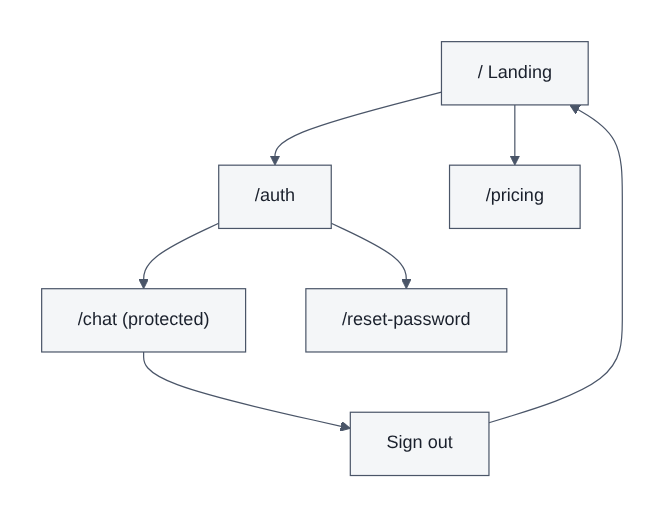 / Landing
/auth
/pricing
/chat (protected)
/reset-password
Sign out